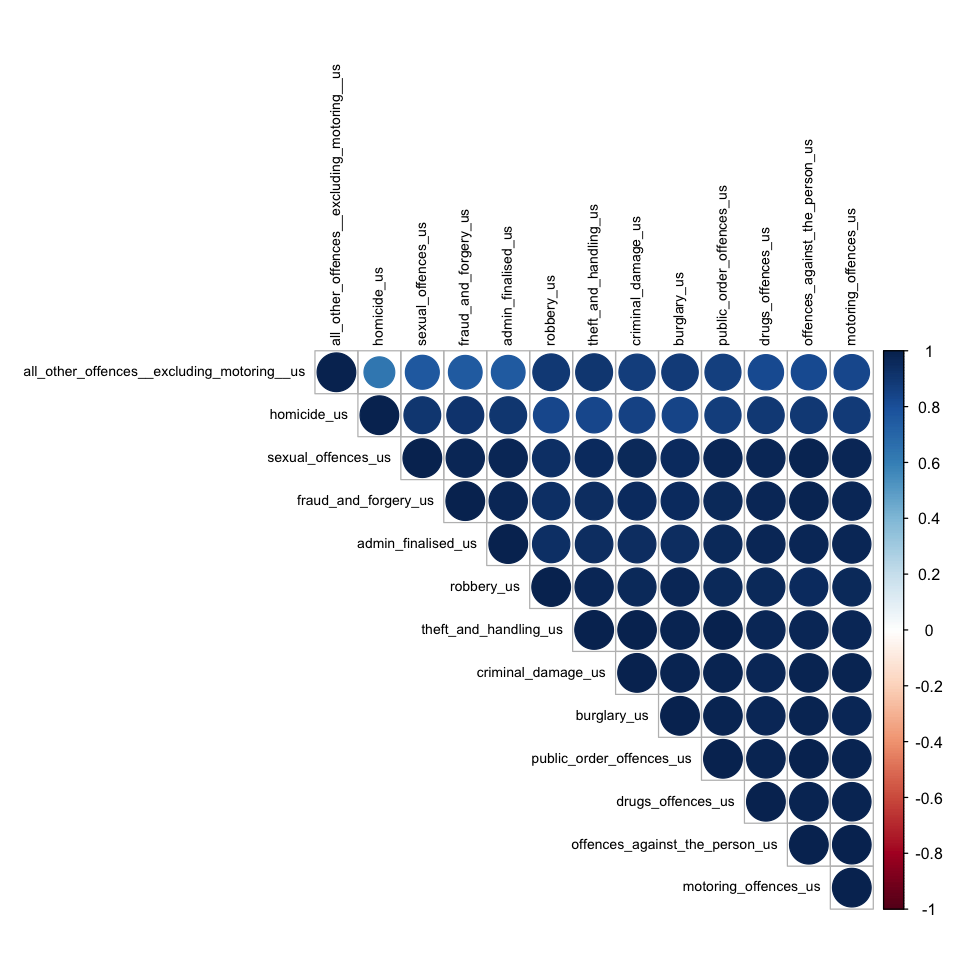 all_other_offences__excluding_motoring__us
homicide_us
sexual_offences_us
fraud_and_forgery_us
admin_finalised_us
robbery_us
theft_and_handling_us
criminal_damage_us
burglary_us
public_order_offences_us
drugs_offences_us
offences_against_the_person_us
motoring_offences_us
all_other_offences__excluding_motoring__us
homicide_us
sexual_offences_us
fraud_and_forgery_us
admin_finalised_us
robbery_us
theft_and_handling_us
criminal_damage_us
burglary_us
public_order_offences_us
drugs_offences_us
offences_against_the_person_us
motoring_offences_us
1
0.8
0.6
0.4
0.2
0
-0.2
-0.4
-0.6
-0.8
-1